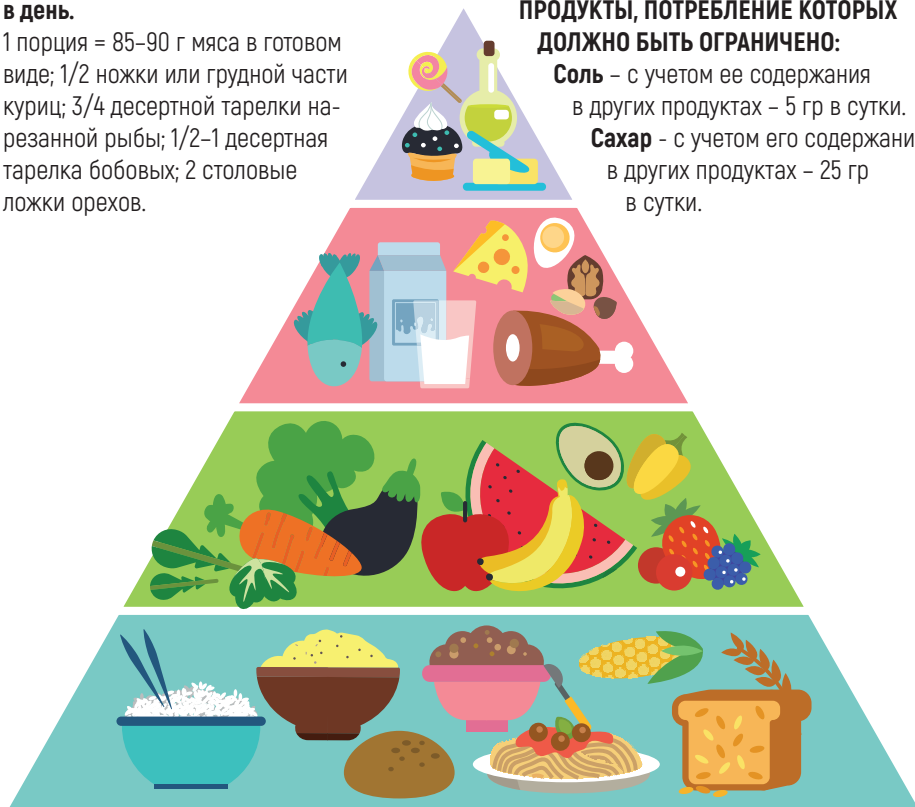 в день.
1 порция = 85–90 г мяса в готовом
виде; 1/2 ножки или грудной части
куриц; 3/4 десертной тарелки на-
резанной рыбы; 1/2–1 десертная
тарелка бобовых; 2 столовые
ложки орехов.
ПРОДУКТЫ, ПОТРЕБЛЕНИЕ КОТОРЫХ
ДОЛЖНО БЫТЬ ОГРАНИЧЕНО:
Соль – с учетом ее содержания
в других продуктах – 5 гр в сутки.
Сахар - с учетом его содержани
в других продуктах – 25 гр
в сутки.